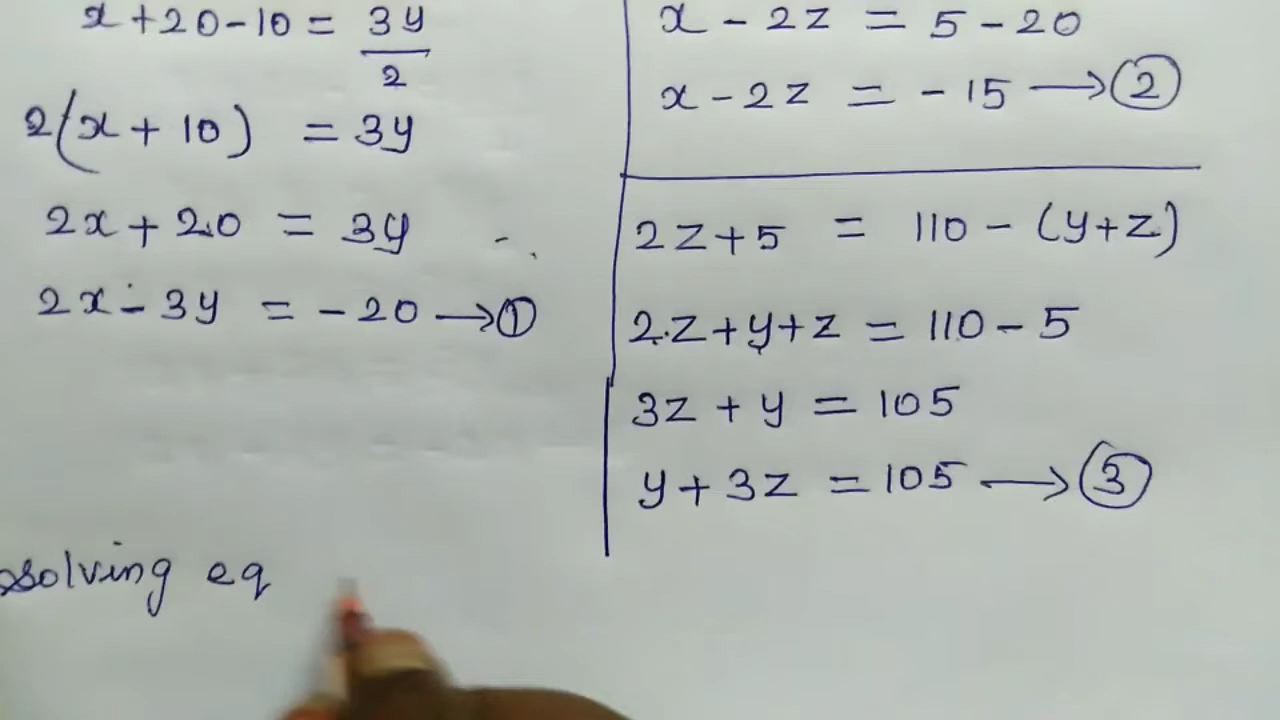 x + 20 - 10 = 3y/2
2(x + 10) = 3y
2x + 20 = 3y
2x - 3y = -20 → ①
x - 2z = 5 - 20
x - 2z = -15 → ②
2z + 5 = 110 - (y+z)
2z + y + z = 110 - 5
3z + y = 105
y + 3z = 105 → ③
solving eq